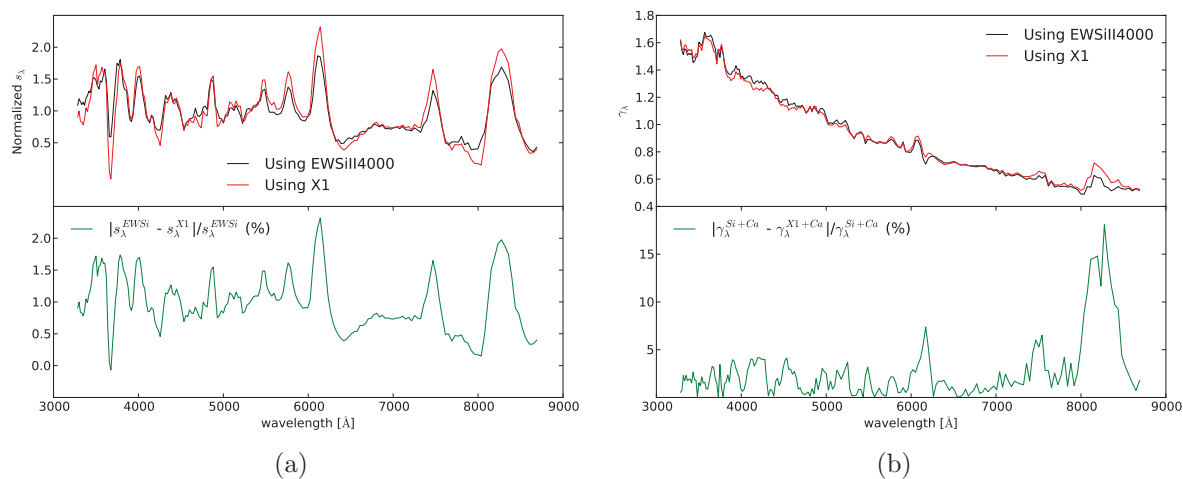 Normalized s_λ
2.0
1.5
1.0
0.5
Using EWSiII4000
Using X1
|s_λ^{EWSi} - s_λ^{X1}|/s_λ^{EWSi} (%)
2.0
1.5
1.0
0.5
0.0
3000 4000 5000 6000 7000 8000 9000
wavelength [Å]
(a)
γ_λ
1.8
1.6
1.4
1.2
1.0
0.8
0.6
0.4
Using EWSiII4000
Using X1
|γ_λ^{Si+Ca} - γ_λ^{X1+Ca}|/γ_λ^{Si+Ca} (%)
15
10
5
3000 4000 5000 6000 7000 8000 9000
wavelength [Å]
(b)